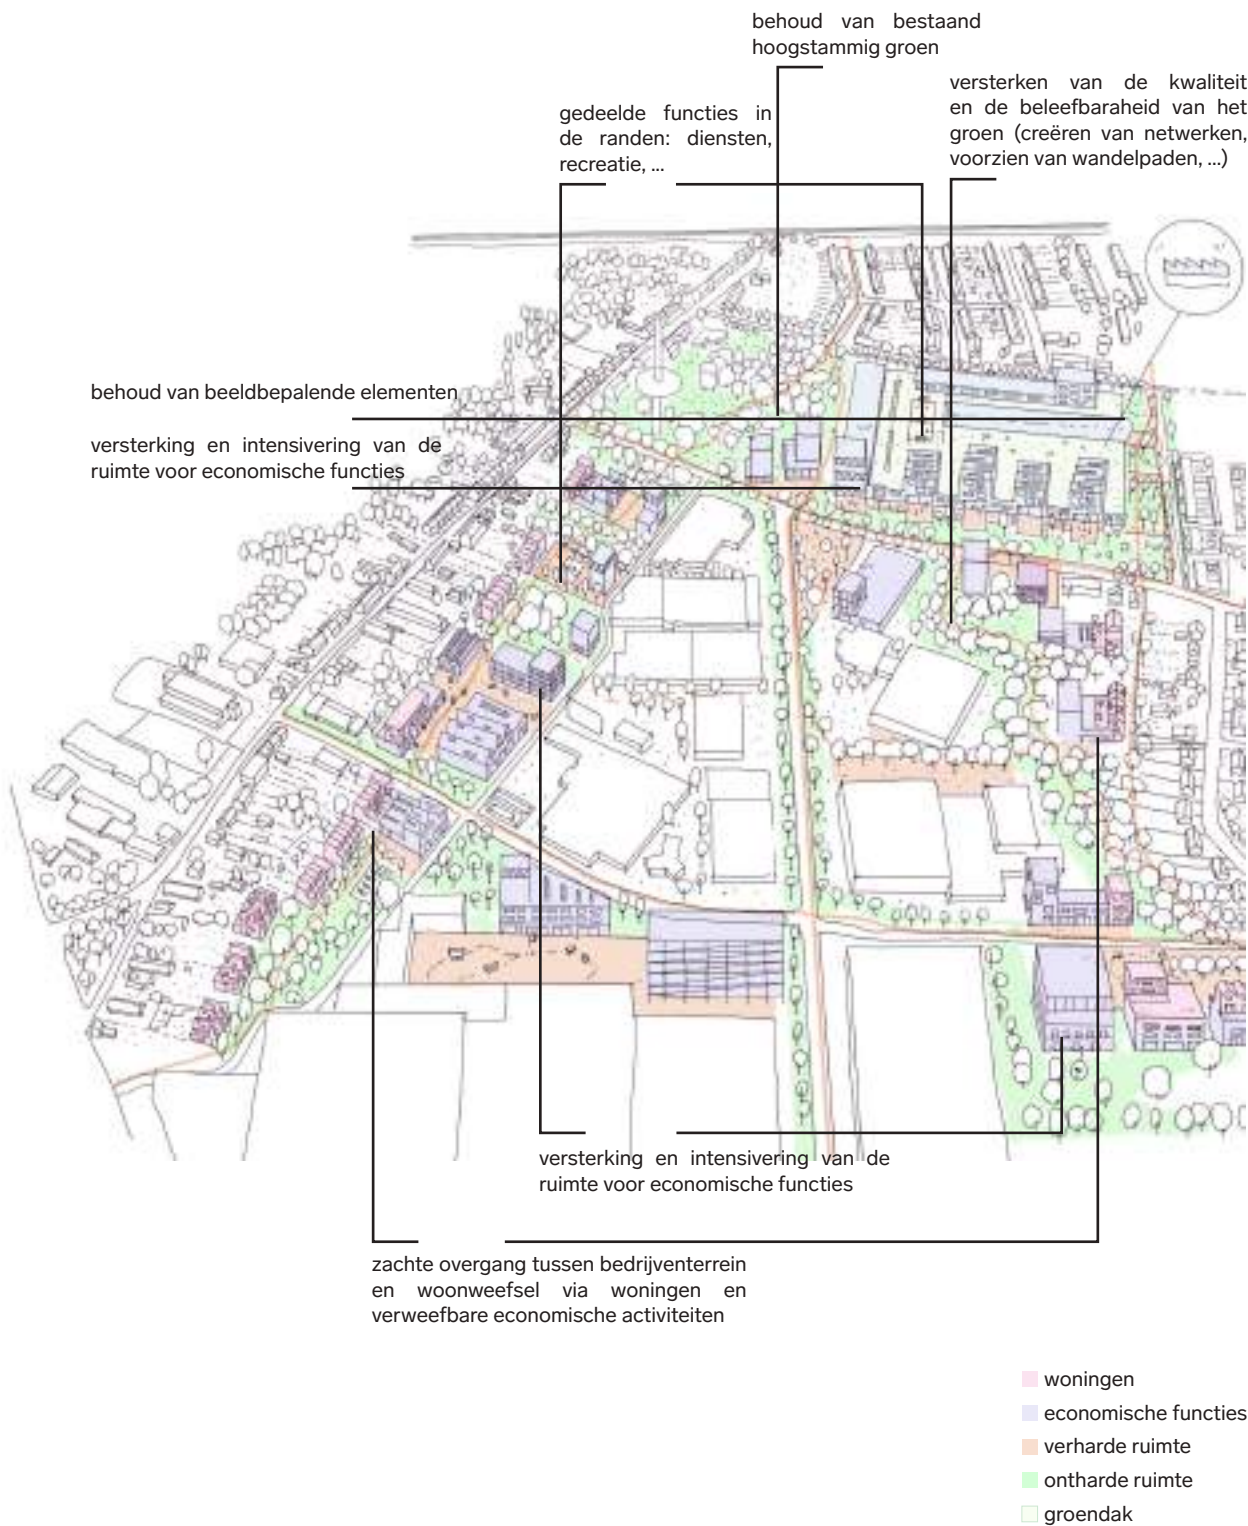 behoud van bestaand
hoogstammig groen
versterken van de kwaliteit
en de beleefbaraheid van het
groen (creëren van netwerken,
voorzien van wandelpaden, ...)
gedeelde functies in
de randen: diensten,
recreatie, ...
behoud van beeldbepalende elementen
versterking en intensivering van de
ruimte voor economische functies
versterking en intensivering van de
ruimte voor economische functies
zachte overgang tussen bedrijventerrein
en woonweefsel via woningen en
verweefbare economische activiteiten
woningen
economische functies
verharde ruimte
ontharde ruimte
groendak